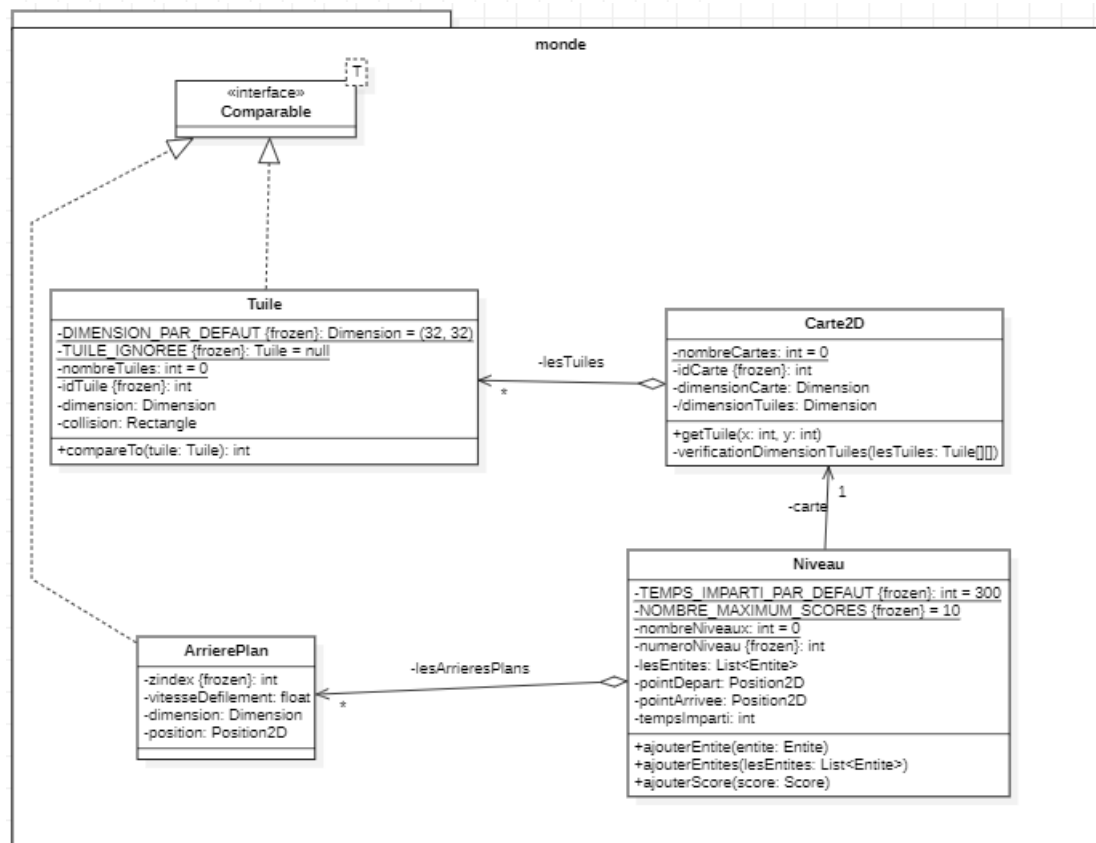 monde
T
«interface»
Comparable
Tuile
-DIMENSION_PAR_DEFAUT {frozen}: Dimension = (32, 32)
-TUILE_IGNOREE {frozen}: Tuile = null
-nombreTuiles: int = 0
-idTuile {frozen}: int
-dimension: Dimension
-collision: Rectangle
+compareTo(tuile: Tuile): int
-lesTuiles
*
Carte2D
-nombreCartes: int = 0
-idCarte {frozen}: int
-dimensionCarte: Dimension
-/dimensionTuiles: Dimension
+getTuile(x: int, y: int)
-verificationDimensionTuiles(lesTuiles: Tuile[][])
1
-carte
Niveau
-TEMPS_IMPARTI_PAR_DEFAUT {frozen}: int = 300
-NOMBRE_MAXIMUM_SCORES {frozen} = 10
-nombreNiveaux: int = 0
-numeroNiveau {frozen}: int
-lesEntites: List<Entite>
-pointDepart: Position2D
-pointArrivee: Position2D
-tempsImparti: int
+ajouterEntite(entite: Entite)
+ajouterEntites(lesEntites: List<Entite>)
+ajouterScore(score: Score)
-lesArrieresPlans
*
ArrierePlan
-zindex {frozen}: int
-vitesseDefilement: float
-dimension: Dimension
-position: Position2D